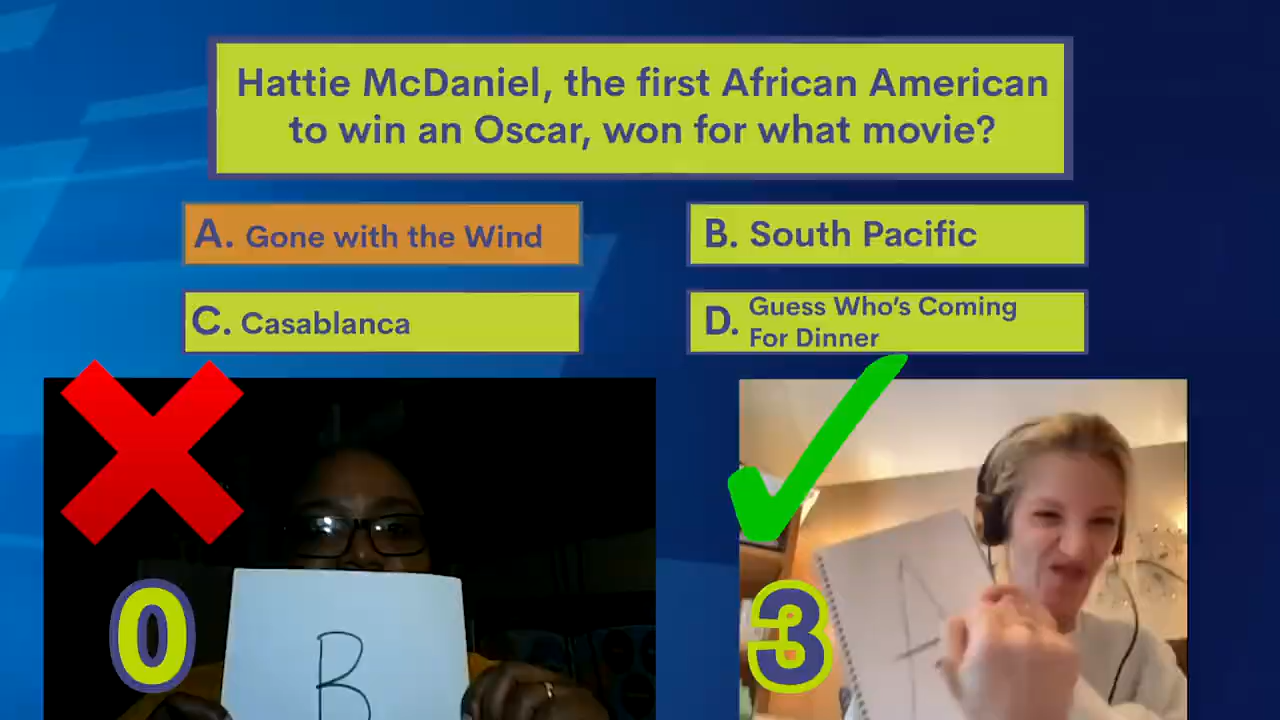 Hattie McDaniel, the first African American
to win an Oscar, won for what movie?
A. Gone with the Wind
B. South Pacific
C. Casablanca
D. Guess Who's Coming
For Dinner
0
B
3
A